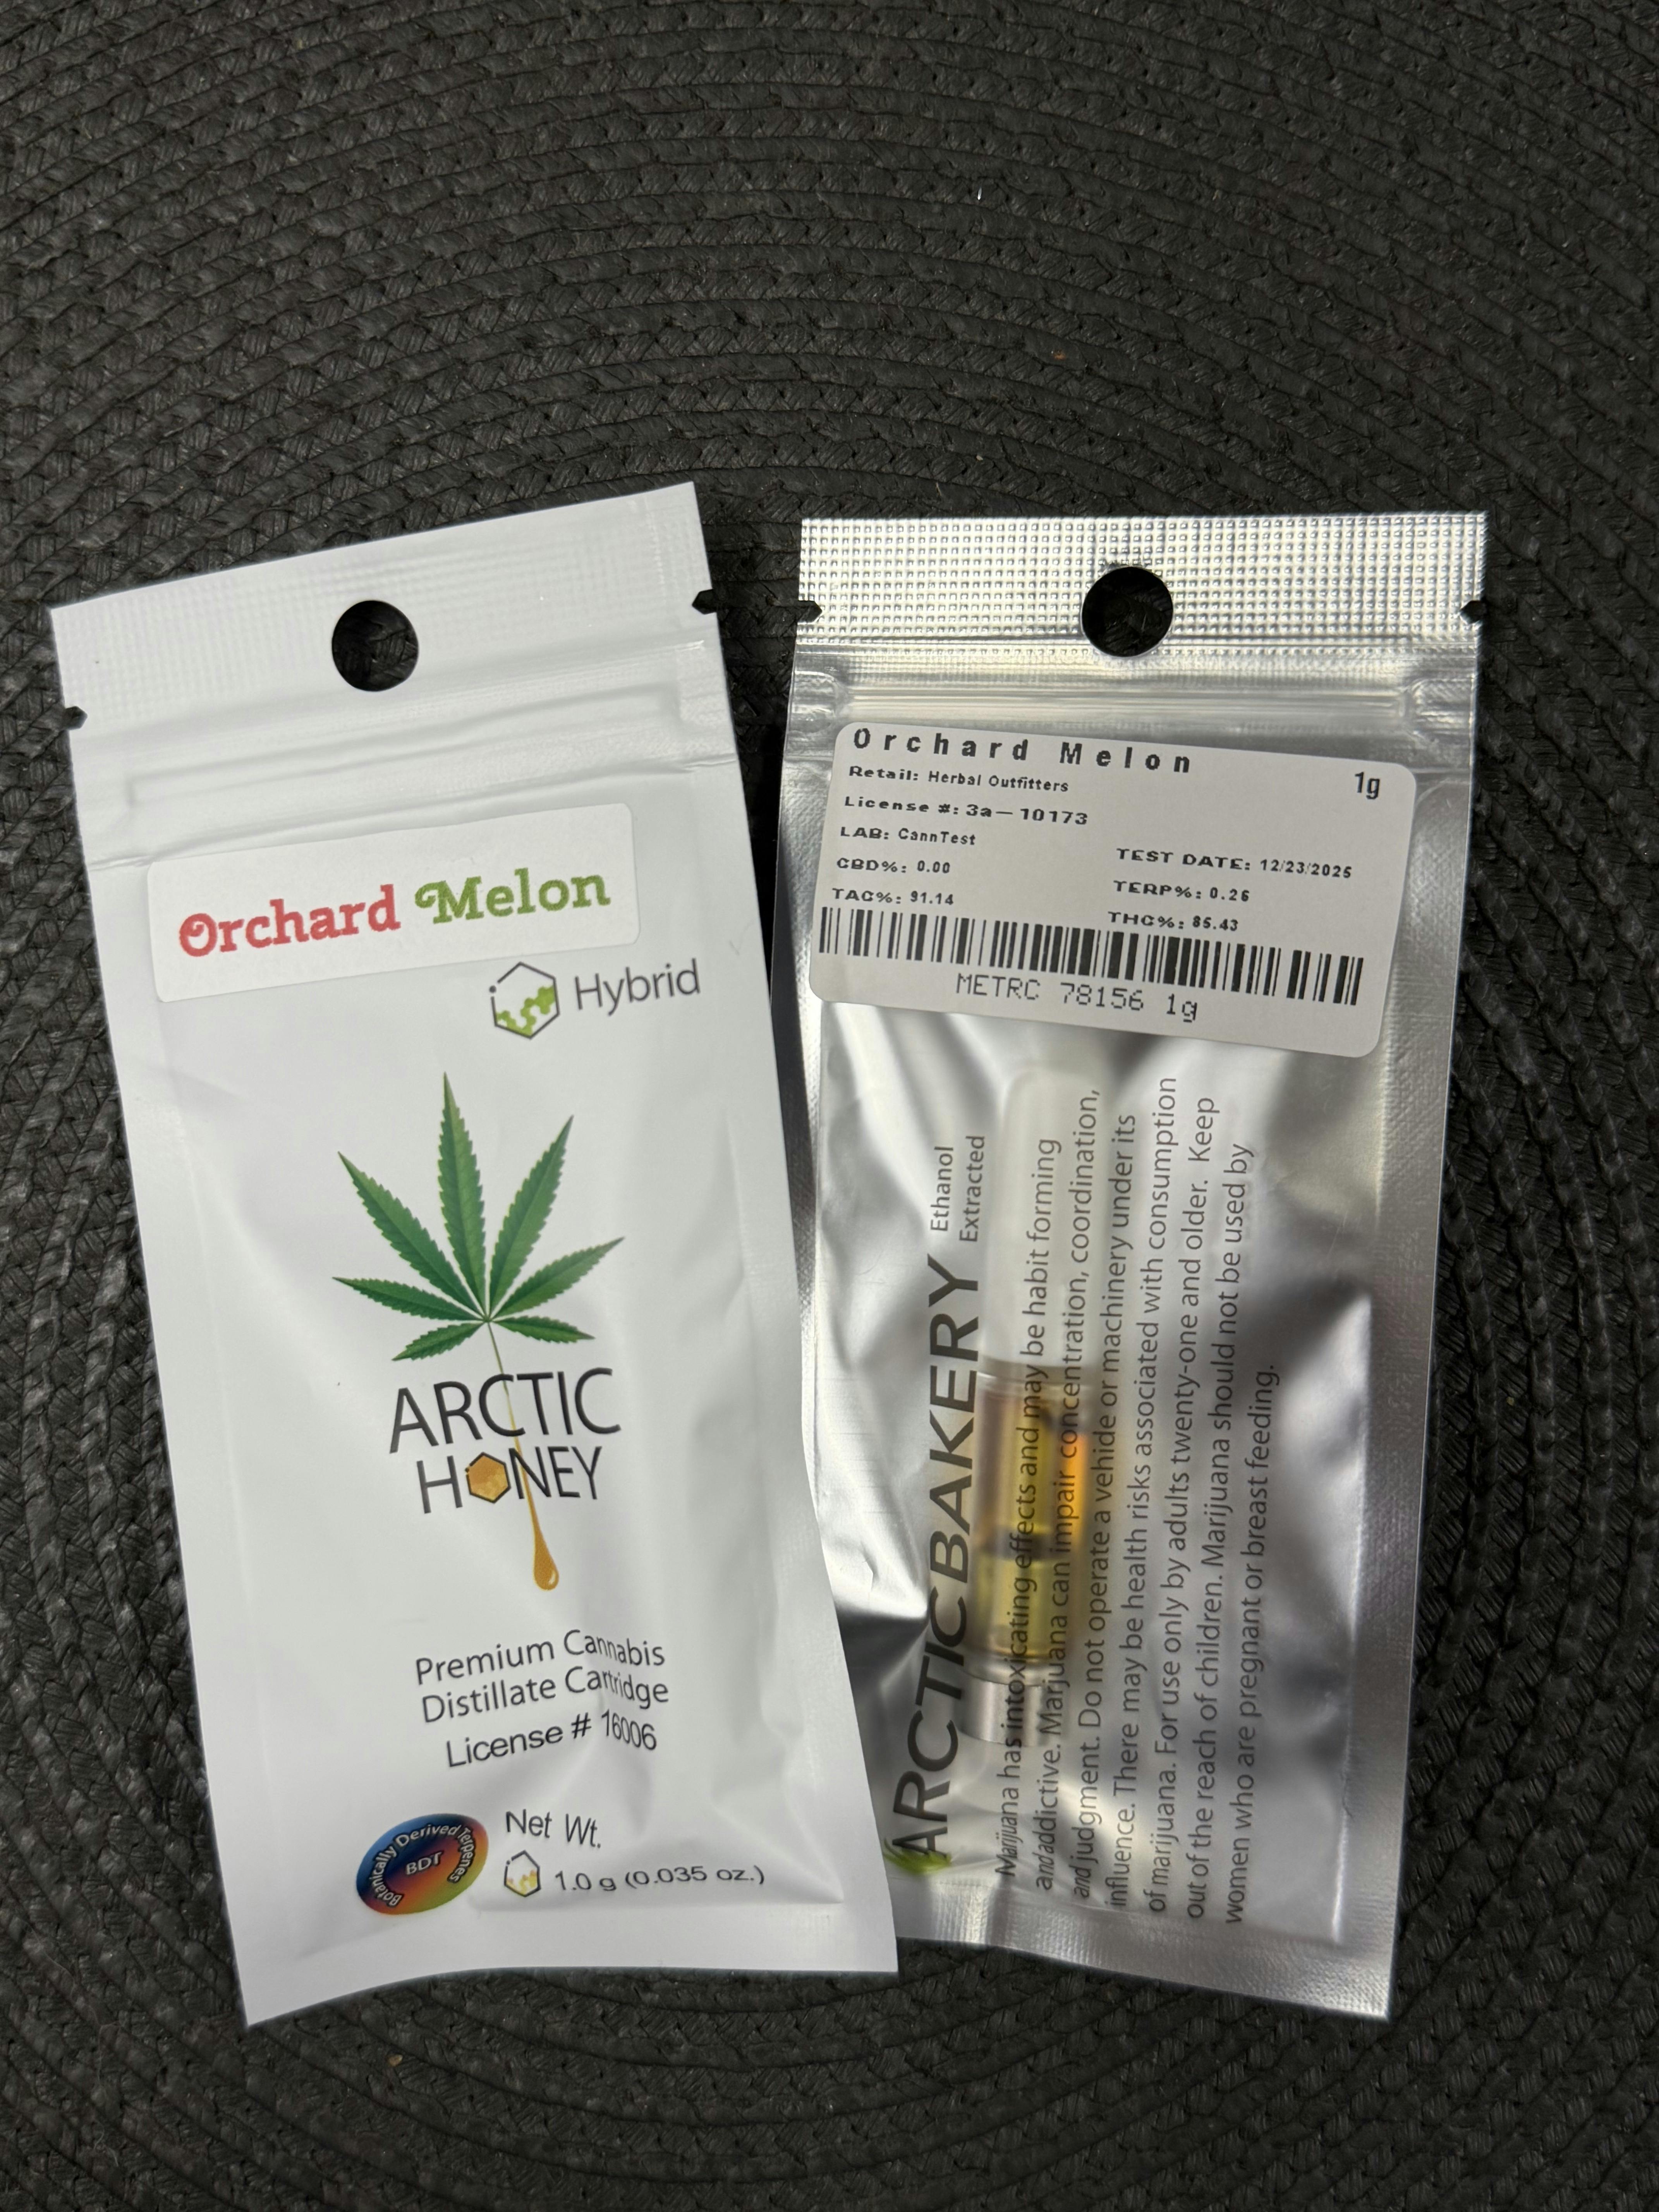 Orchard Melon
Hybrid
ARCTIC
HONEY
Premium Cannabis
Distillate Cartridge
License # 16006
Botanically Derived Terpenes
BDT
Net Wt.
1.0 g (0.035 oz.)
Orchard Melon
1g
Retail: Herbal Outfitters
License #: 3a-10173
LAB: CannTest
TEST DATE: 12/23/2025
CBD%: 0.00
TERP%: 0.26
TAC%: 91.14
THC%: 85.43
METRC 78156 1g
ARCTICBAKERY
Ethanol
Extracted
Marijuana has intoxicating effects and may be habit forming
and addictive. Marjuana can impair concentration, coordination,
and judgment. Do not operate a vehide or machinery under its
influence. There may be health risks associated with consumption
of marijuana. For use only by adults twenty-one and older. Keep
out of the reach of children. Marijuana should not be used by
women who are pregnant or breast feeding.